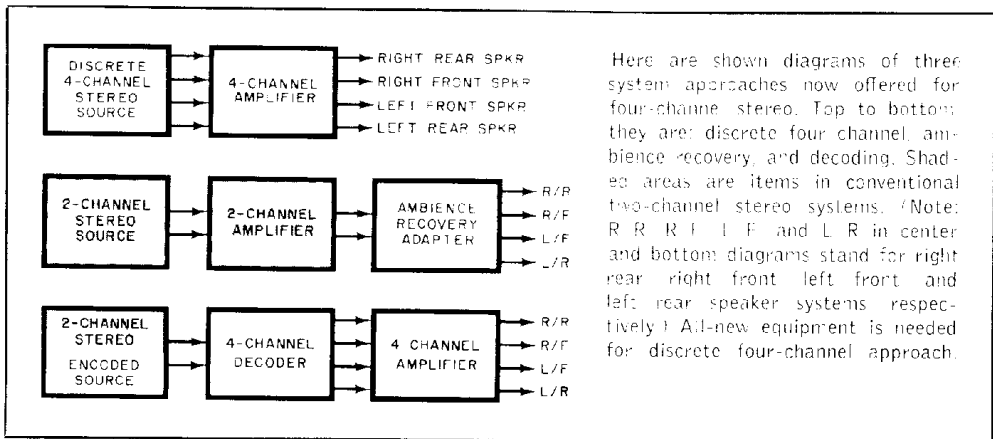 DISCRETE
4-CHANNEL
STEREO
SOURCE
4-CHANNEL
AMPLIFIER
RIGHT REAR SPKR
RIGHT FRONT SPKR
LEFT FRONT SPKR
LEFT REAR SPKR
2-CHANNEL
STEREO
SOURCE
2-CHANNEL
AMPLIFIER
AMBIENCE
RECOVERY
ADAPTER
R/R
R/F
L/F
L/R
2-CHANNEL
STEREO
ENCODED
SOURCE
4-CHANNEL
DECODER
4 CHANNEL
AMPLIFIER
R/R
R/F
L/F
L/R
Here are shown diagrams of three
system approaches now offered for
four-channel stereo. Top to bottom,
they are: discrete four channel, am-
bience recovery, and decoding. Shad-
ed areas are items in conventional
two-channel stereo systems. (Note:
R R R F L F and L R in center
and bottom diagrams stand for right
rear right front left front and
left rear speaker systems respec-
tively.) All-new equipment is needed
for discrete four-channel approach.